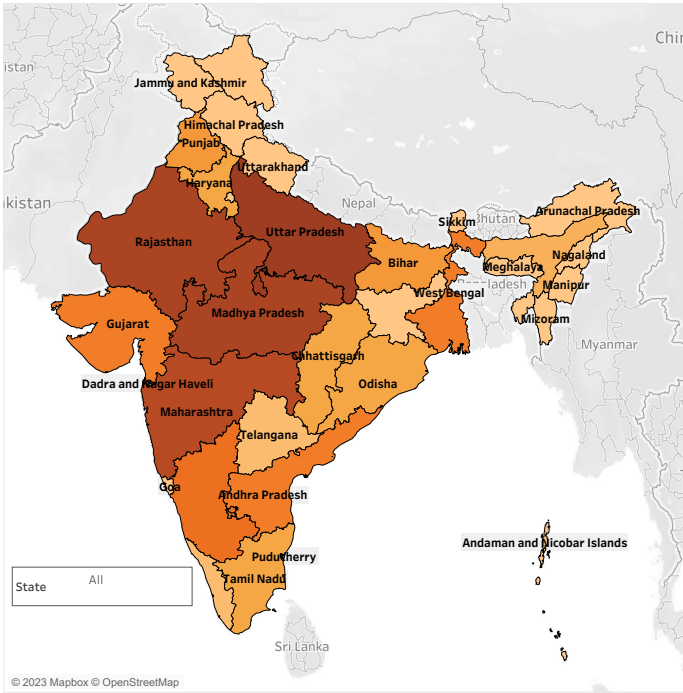 Chin
istan
Jammu and Kashmir
Himachal Pradesh
Punjab
Uttarakhand
Haryana
kistan
Nepal
Sikkim
Bhutan
Arunachal Pradesh
Rajasthan
Uttar Pradesh
Bihar
Nagaland
Meghalaya
Manipur
West Bengal
Bangladesh
Madhya Pradesh
Gujarat
Mizoram
Myanmar
Chhattisgarh
Dadra and Nagar Haveli
Odisha
Maharashtra
Telangana
Goa
Andhra Pradesh
Andaman and Nicobar Islands
Puducherry
Tamil Nadu
All
State
Sri Lanka
© 2023 Mapbox © OpenStreetMap